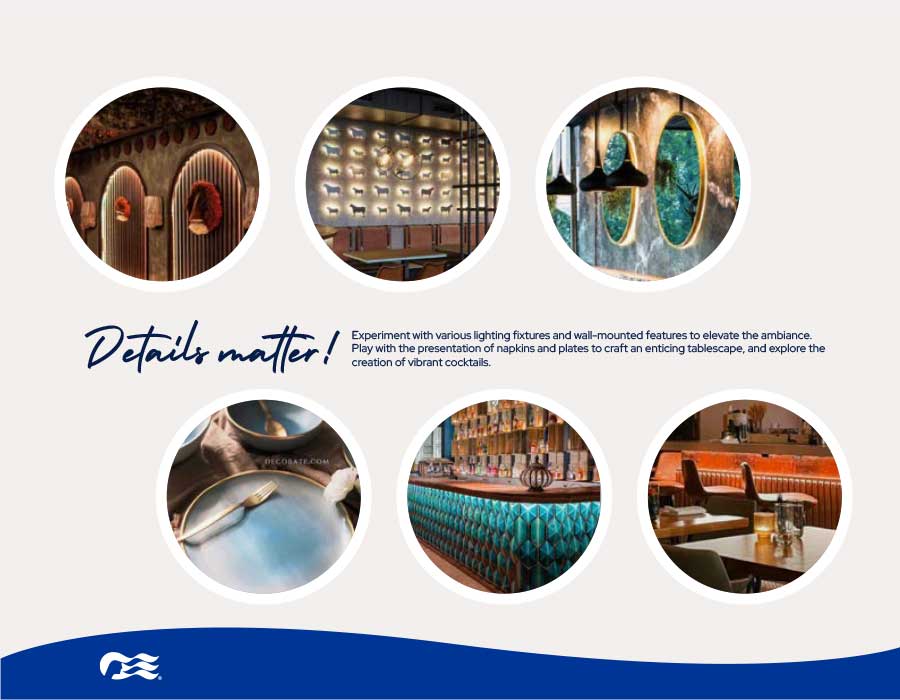 Details matter!
Experiment with various lighting fixtures and wall-mounted features to elevate the ambiance.
Play with the presentation of napkins and plates to craft an enticing tablescape, and explore the
creation of vibrant cocktails.
DECORATE.COM